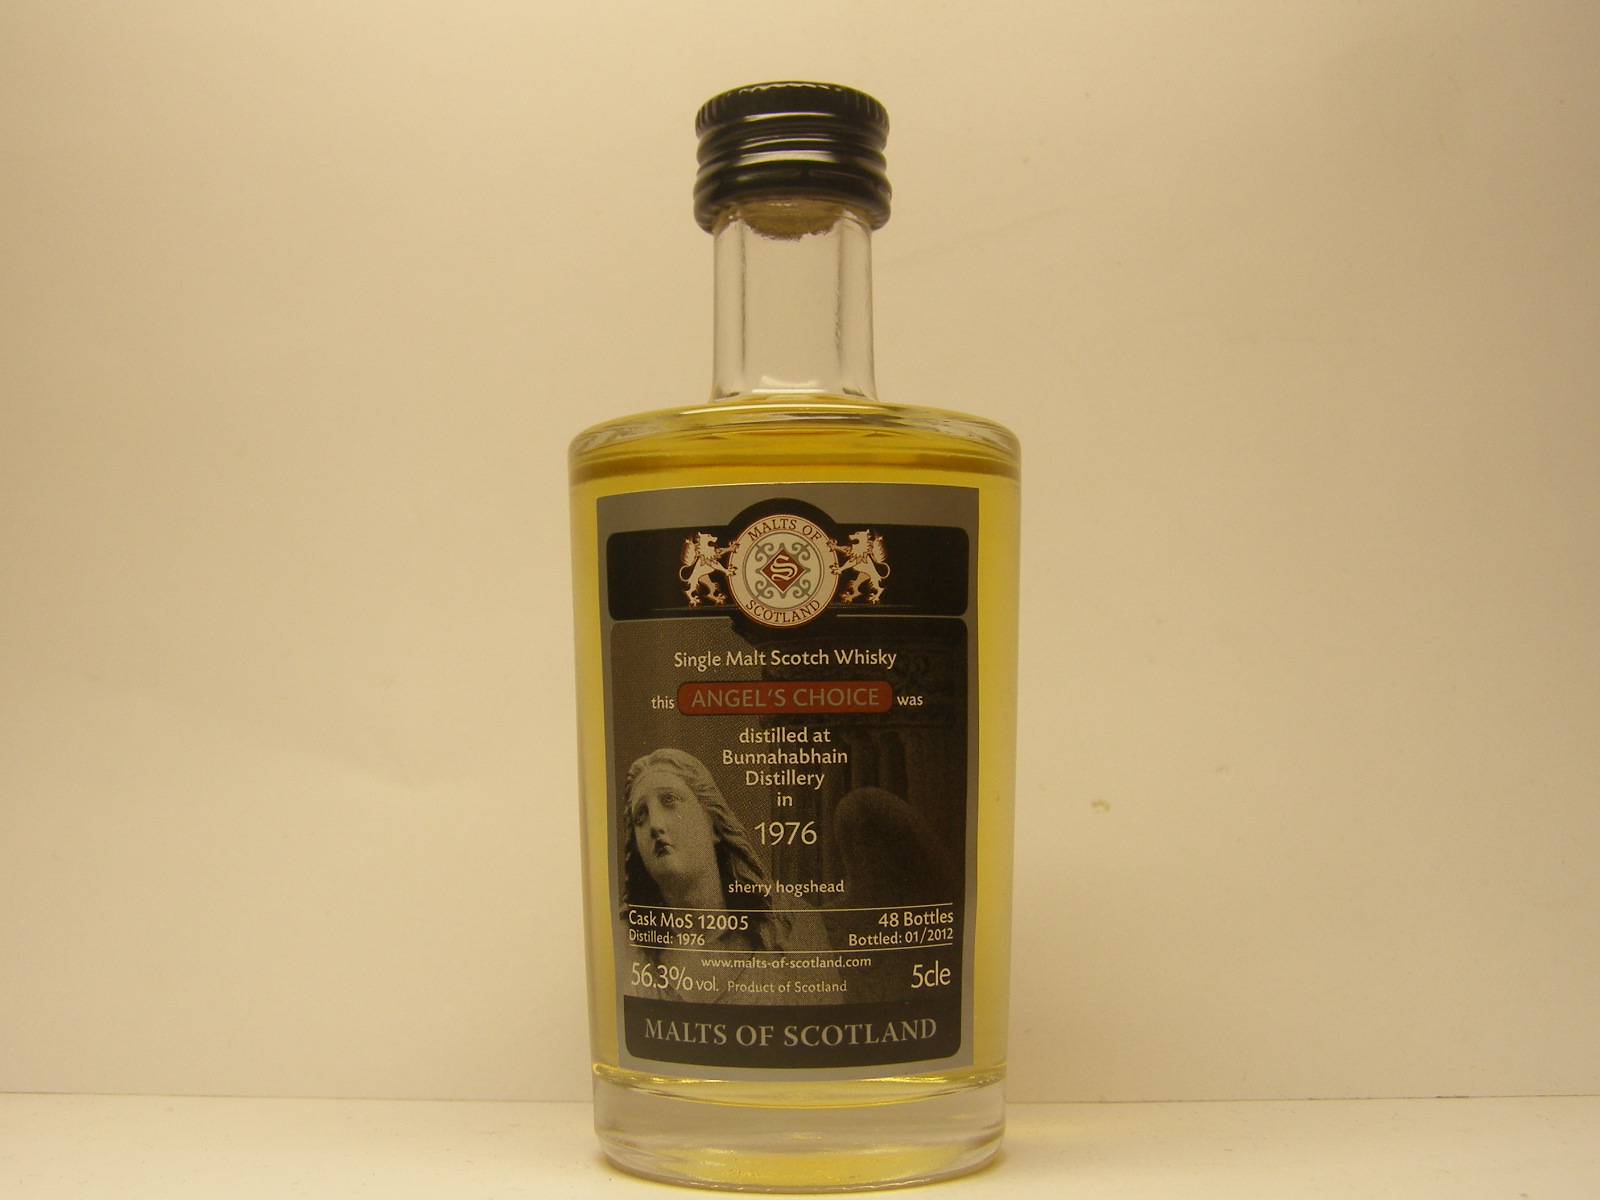 MALTS OF
S
SCOTLAND
Single Malt Scotch Whisky
this ANGEL'S CHOICE was
distilled at
Bunnahabhain
Distillery
in
1976
sherry hogshead
Cask MoS 12005 48 Bottles
Distilled: 1976 Bottled: 01/2012
www.malts-of-scotland.com
56.3% vol. Product of Scotland 5cle
MALTS OF SCOTLAND